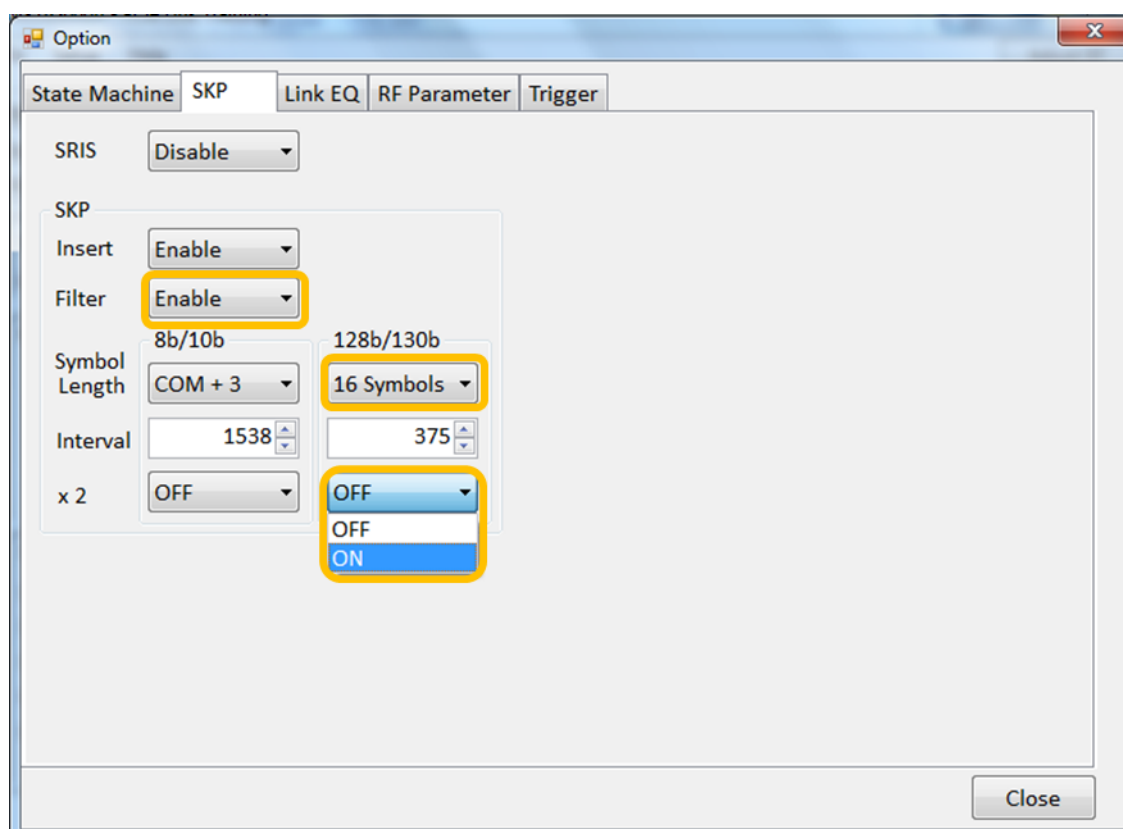 Option
State Machine SKP Link EQ RF Parameter Trigger
SRIS Disable
SKP
Insert Enable
Filter Enable
8b/10b 128b/130b
Symbol Length COM + 3 16 Symbols
Interval 1538 375
x 2 OFF OFF
OFF
ON
Close